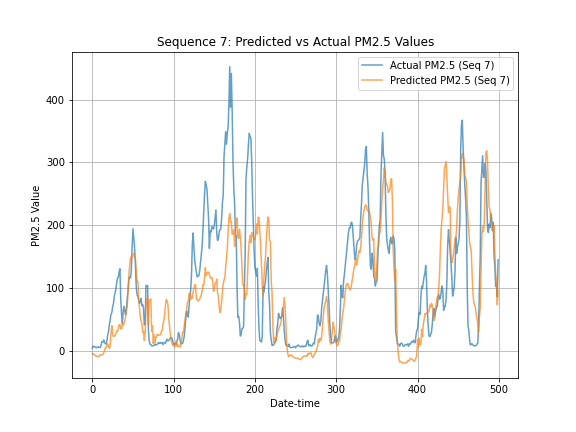 Sequence 7: Predicted vs Actual PM2.5 Values
Actual PM2.5 (Seq 7)
Predicted PM2.5 (Seq 7)
PM2.5 Value
400
300
200
100
0
0 100 200 300 400 500
Date-time